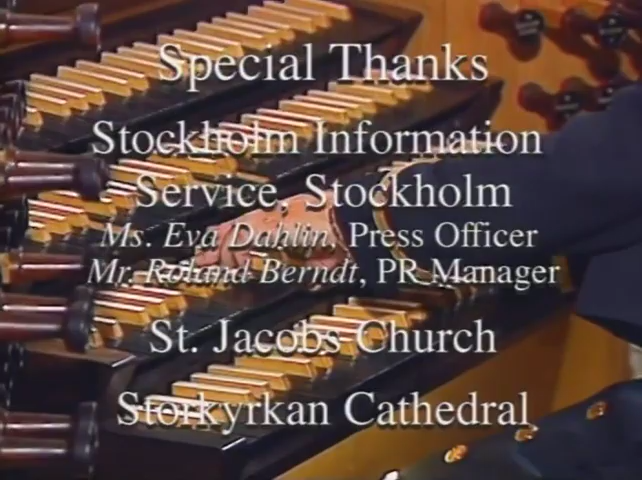 Special Thanks
Stockholm Information
Service, Stockholm
Ms. Eva Dahlin, Press Officer
Mr. Roland Berndt, PR Manager
St. Jacobs Church
Storkyrkan Cathedral